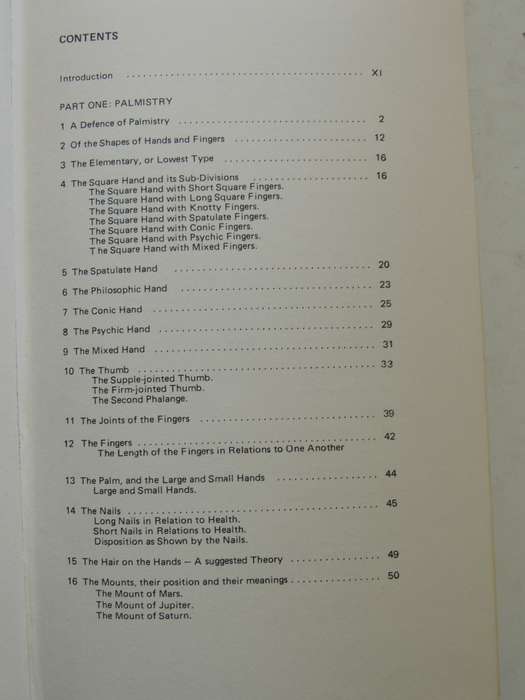 CONTENTS
Introduction . . . . . . . . . . . . . . . . . . . . . . . . . . . . . . . . . . . XI
PART ONE: PALMISTRY
1 A Defence of Palmistry . . . . . . . . . . . . . . . . . . . . . . . . . . . . 2
2 Of the Shapes of Hands and Fingers . . . . . . . . . . . . . . . . . . . . 12
3 The Elementary, or Lowest Type . . . . . . . . . . . . . . . . . . . . . 16
4 The Square Hand and its Sub-Divisions . . . . . . . . . . . . . . . . . 16
The Square Hand with Short Square Fingers.
The Square Hand with Long Square Fingers.
The Square Hand with Knotty Fingers.
The Square Hand with Spatulate Fingers.
The Square Hand with Conic Fingers.
The Square Hand with Psychic Fingers.
The Square Hand with Mixed Fingers.
5 The Spatulate Hand . . . . . . . . . . . . . . . . . . . . . . . . . . . . . 20
6 The Philosophic Hand . . . . . . . . . . . . . . . . . . . . . . . . . . . . 23
7 The Conic Hand . . . . . . . . . . . . . . . . . . . . . . . . . . . . . . . . 25
8 The Psychic Hand . . . . . . . . . . . . . . . . . . . . . . . . . . . . . . . 29
9 The Mixed Hand . . . . . . . . . . . . . . . . . . . . . . . . . . . . . . . . 31
10 The Thumb . . . . . . . . . . . . . . . . . . . . . . . . . . . . . . . . . . . 33
The Supple-jointed Thumb.
The Firm-jointed Thumb.
The Second Phalange.
11 The Joints of the Fingers . . . . . . . . . . . . . . . . . . . . . . . . . . 39
12 The Fingers . . . . . . . . . . . . . . . . . . . . . . . . . . . . . . . . . . . 42
The Length of the Fingers in Relations to One Another
13 The Palm, and the Large and Small Hands . . . . . . . . . . . . . . . 44
Large and Small Hands.
14 The Nails . . . . . . . . . . . . . . . . . . . . . . . . . . . . . . . . . . . . . 45
Long Nails in Relation to Health.
Short Nails in Relations to Health.
Disposition as Shown by the Nails.
15 The Hair on the Hands – A suggested Theory . . . . . . . . . . . . . 49
16 The Mounts, their position and their meanings . . . . . . . . . . . . . 50
The Mount of Mars.
The Mount of Jupiter.
The Mount of Saturn.